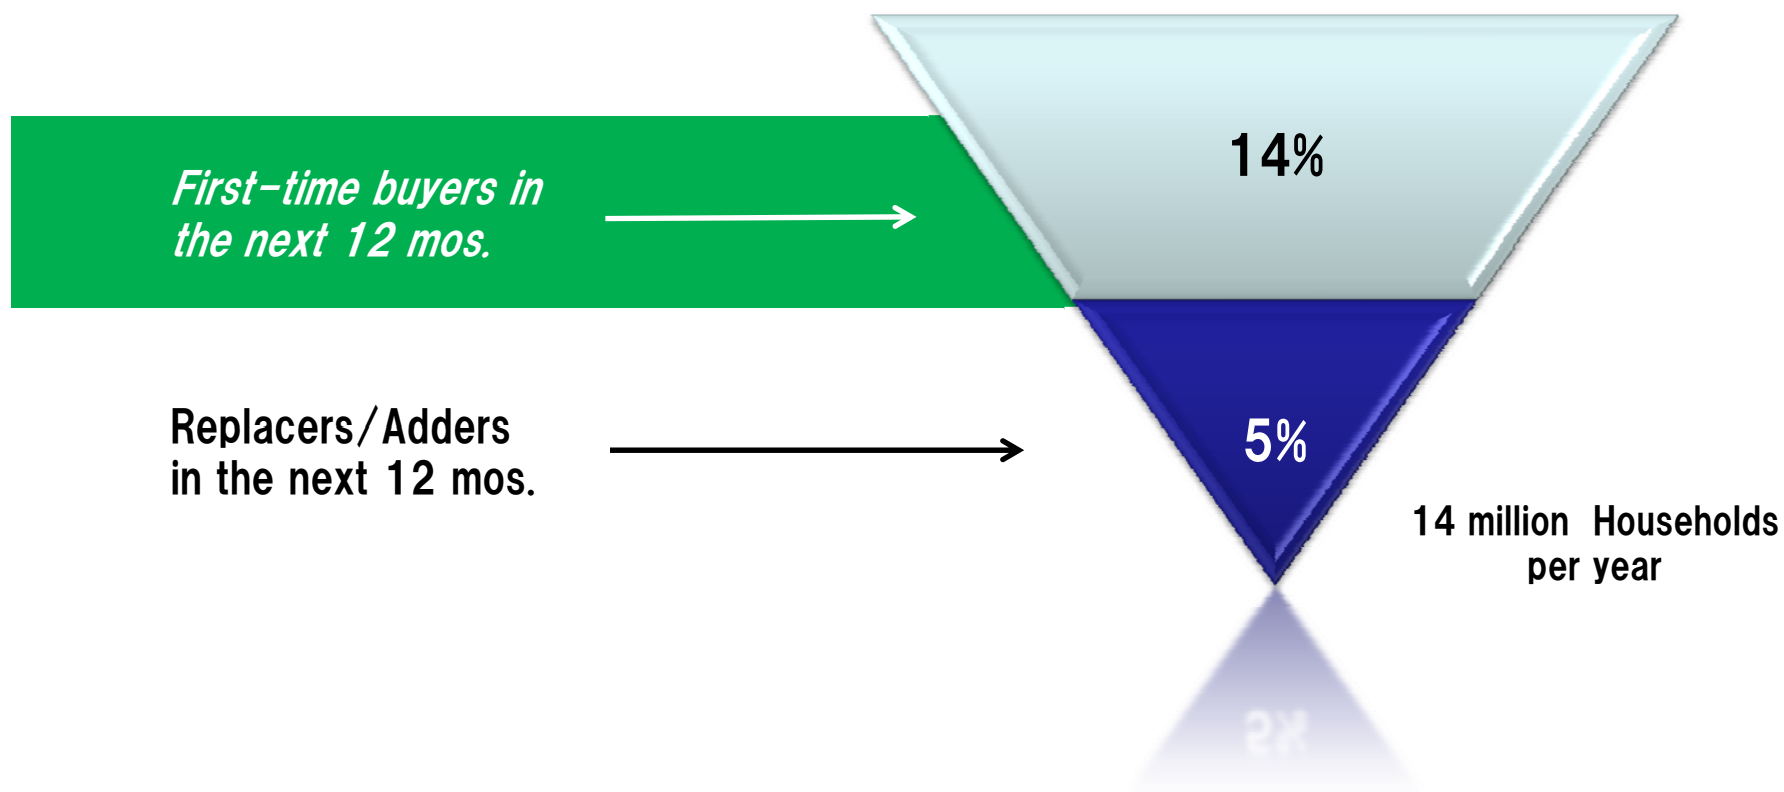 14%
First-time buyers in
the next 12 mos.
Replacers/Adders
in the next 12 mos.
5%
14 million Households
per year
5%